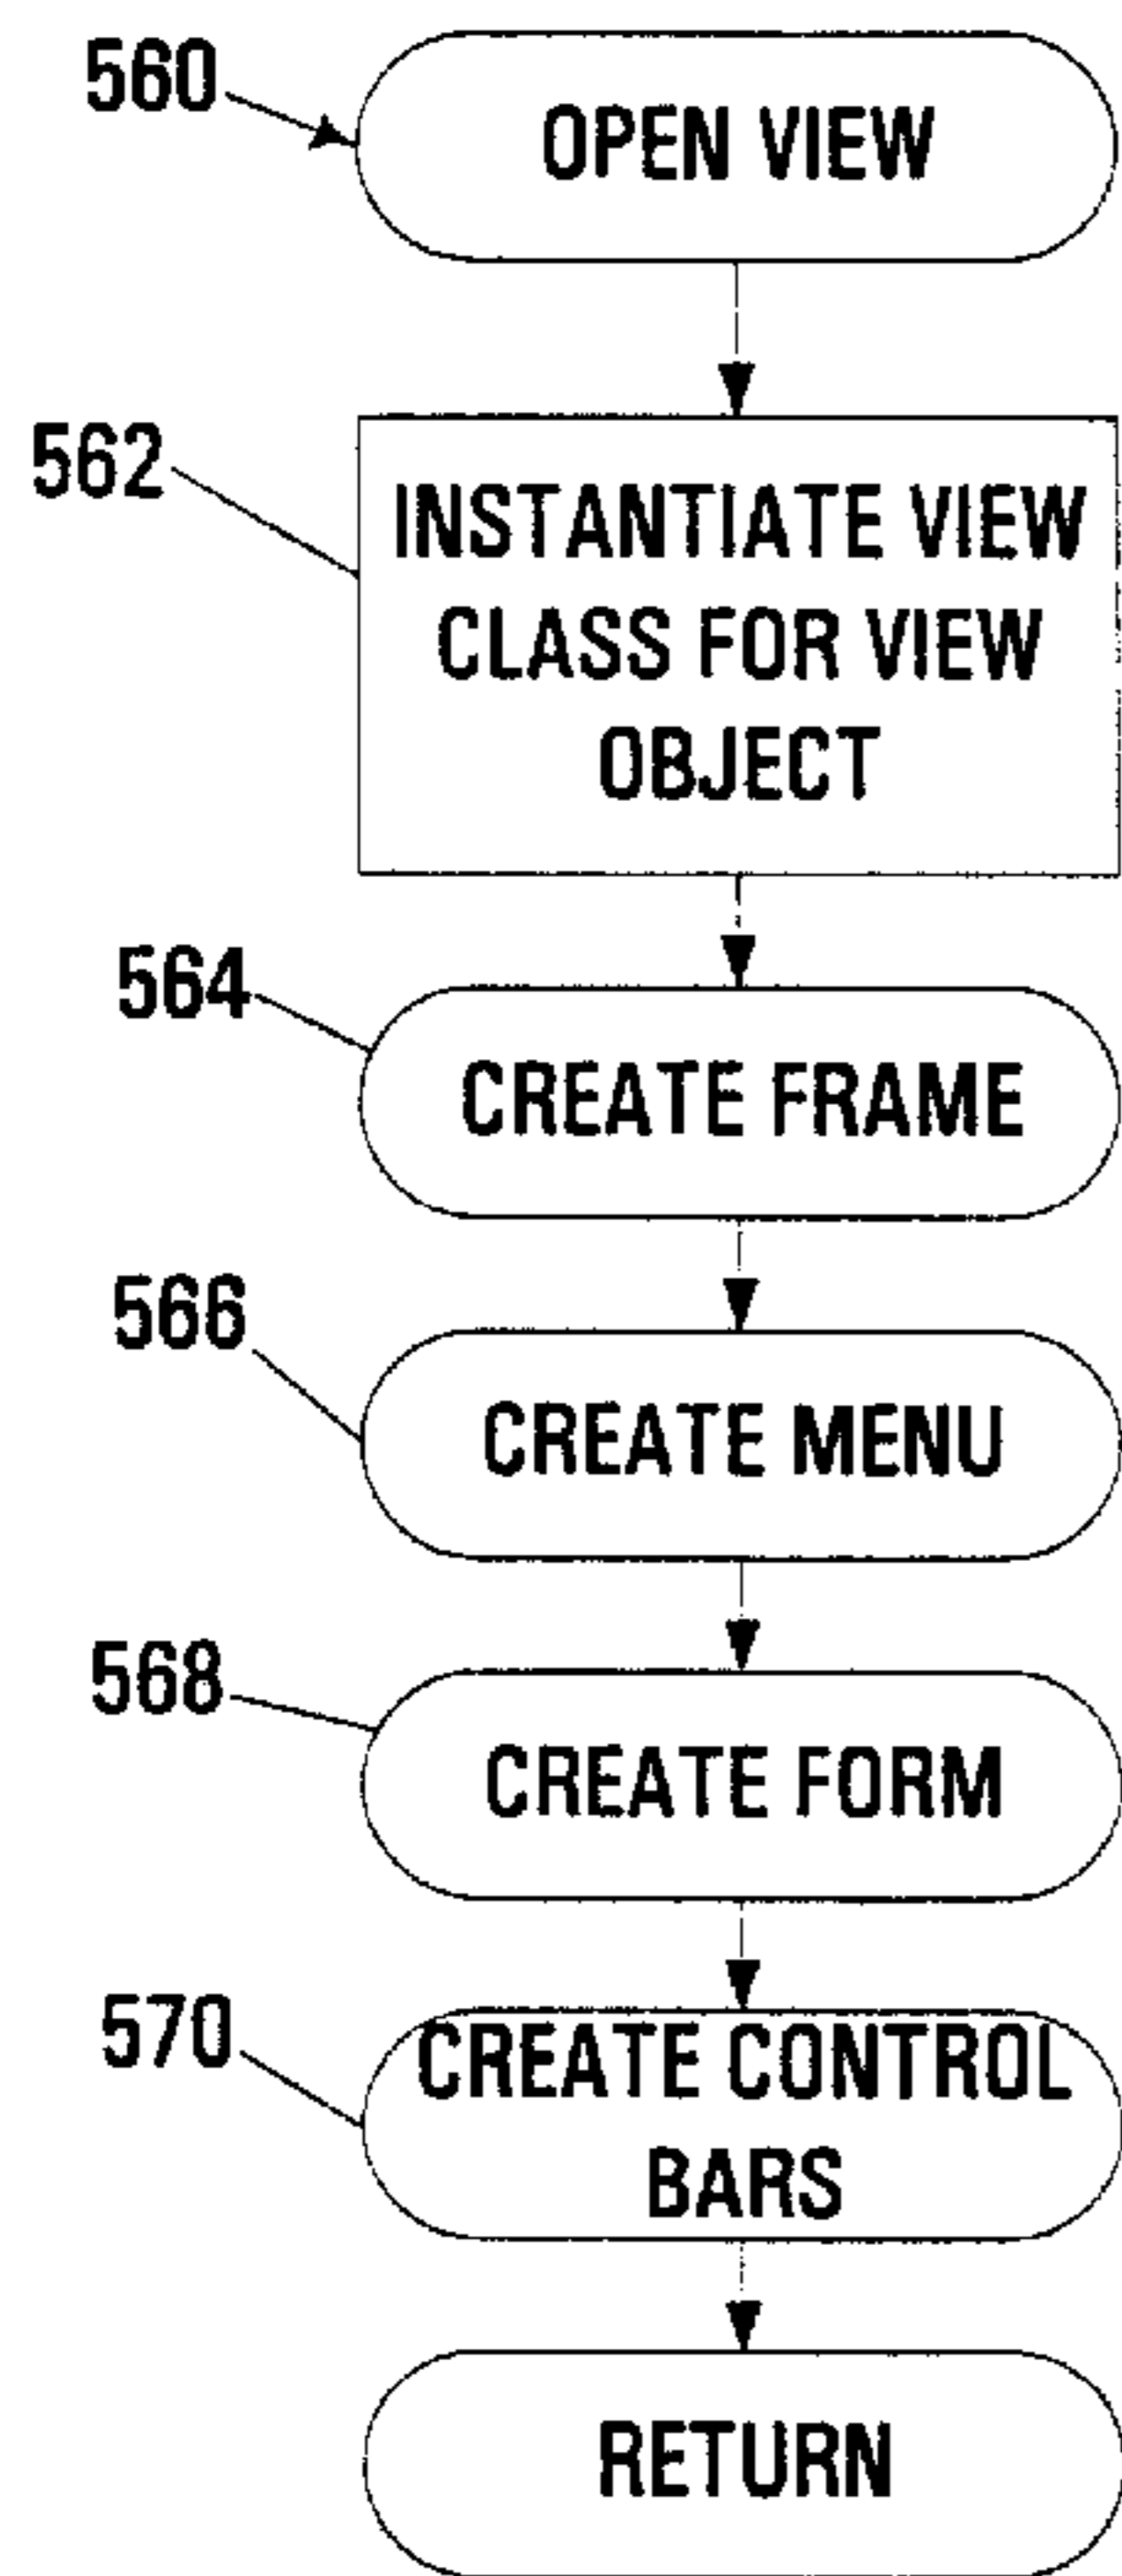 560
OPEN VIEW
562
INSTANTIATE VIEW
CLASS FOR VIEW
OBJECT
564
CREATE FRAME
566
CREATE MENU
568
CREATE FORM
570
CREATE CONTROL
BARS
RETURN